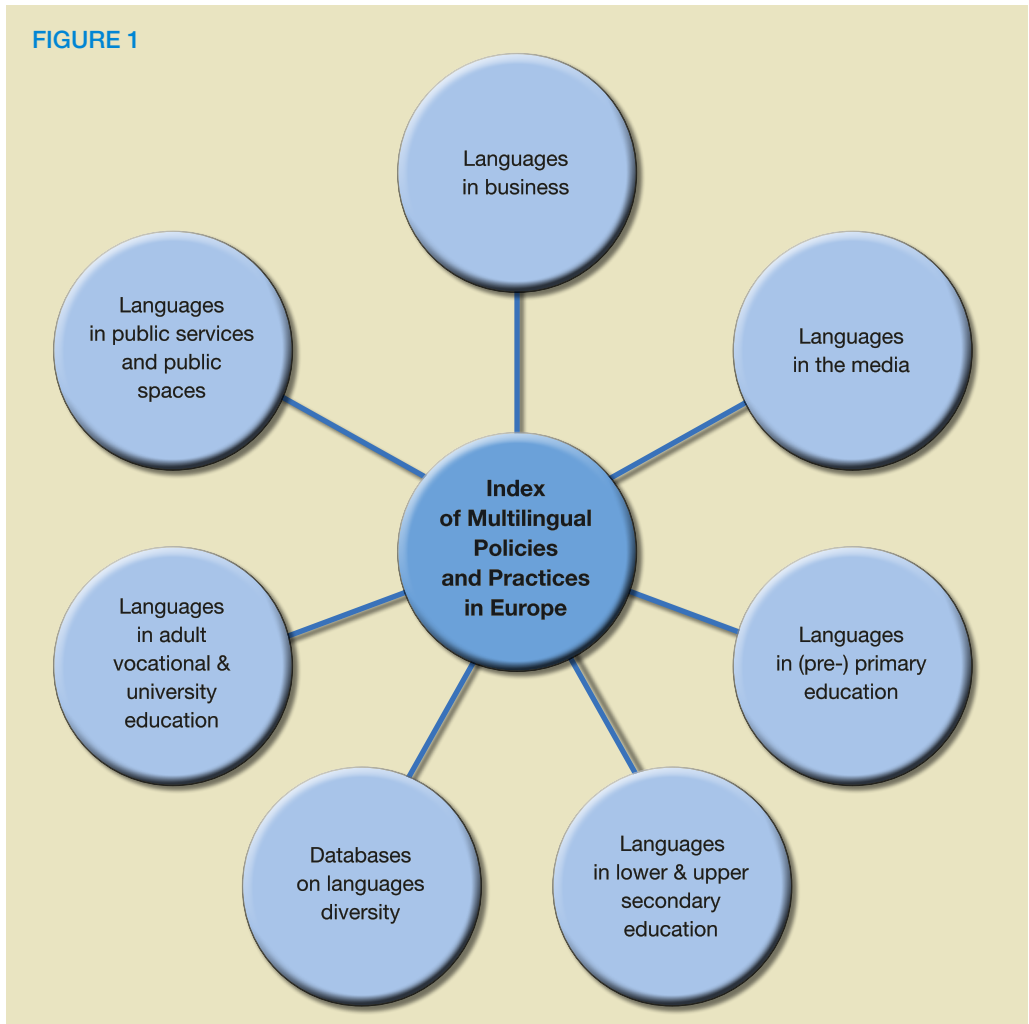 FIGURE 1
Languages
in business
Languages
in public services
and public
spaces
Languages
in the media
Index
of Multilingual
Policies
and Practices
in Europe
Languages
in adult
vocational &
university
education
Languages
in (pre-) primary
education
Databases
on languages
diversity
Languages
in lower & upper
secondary
education